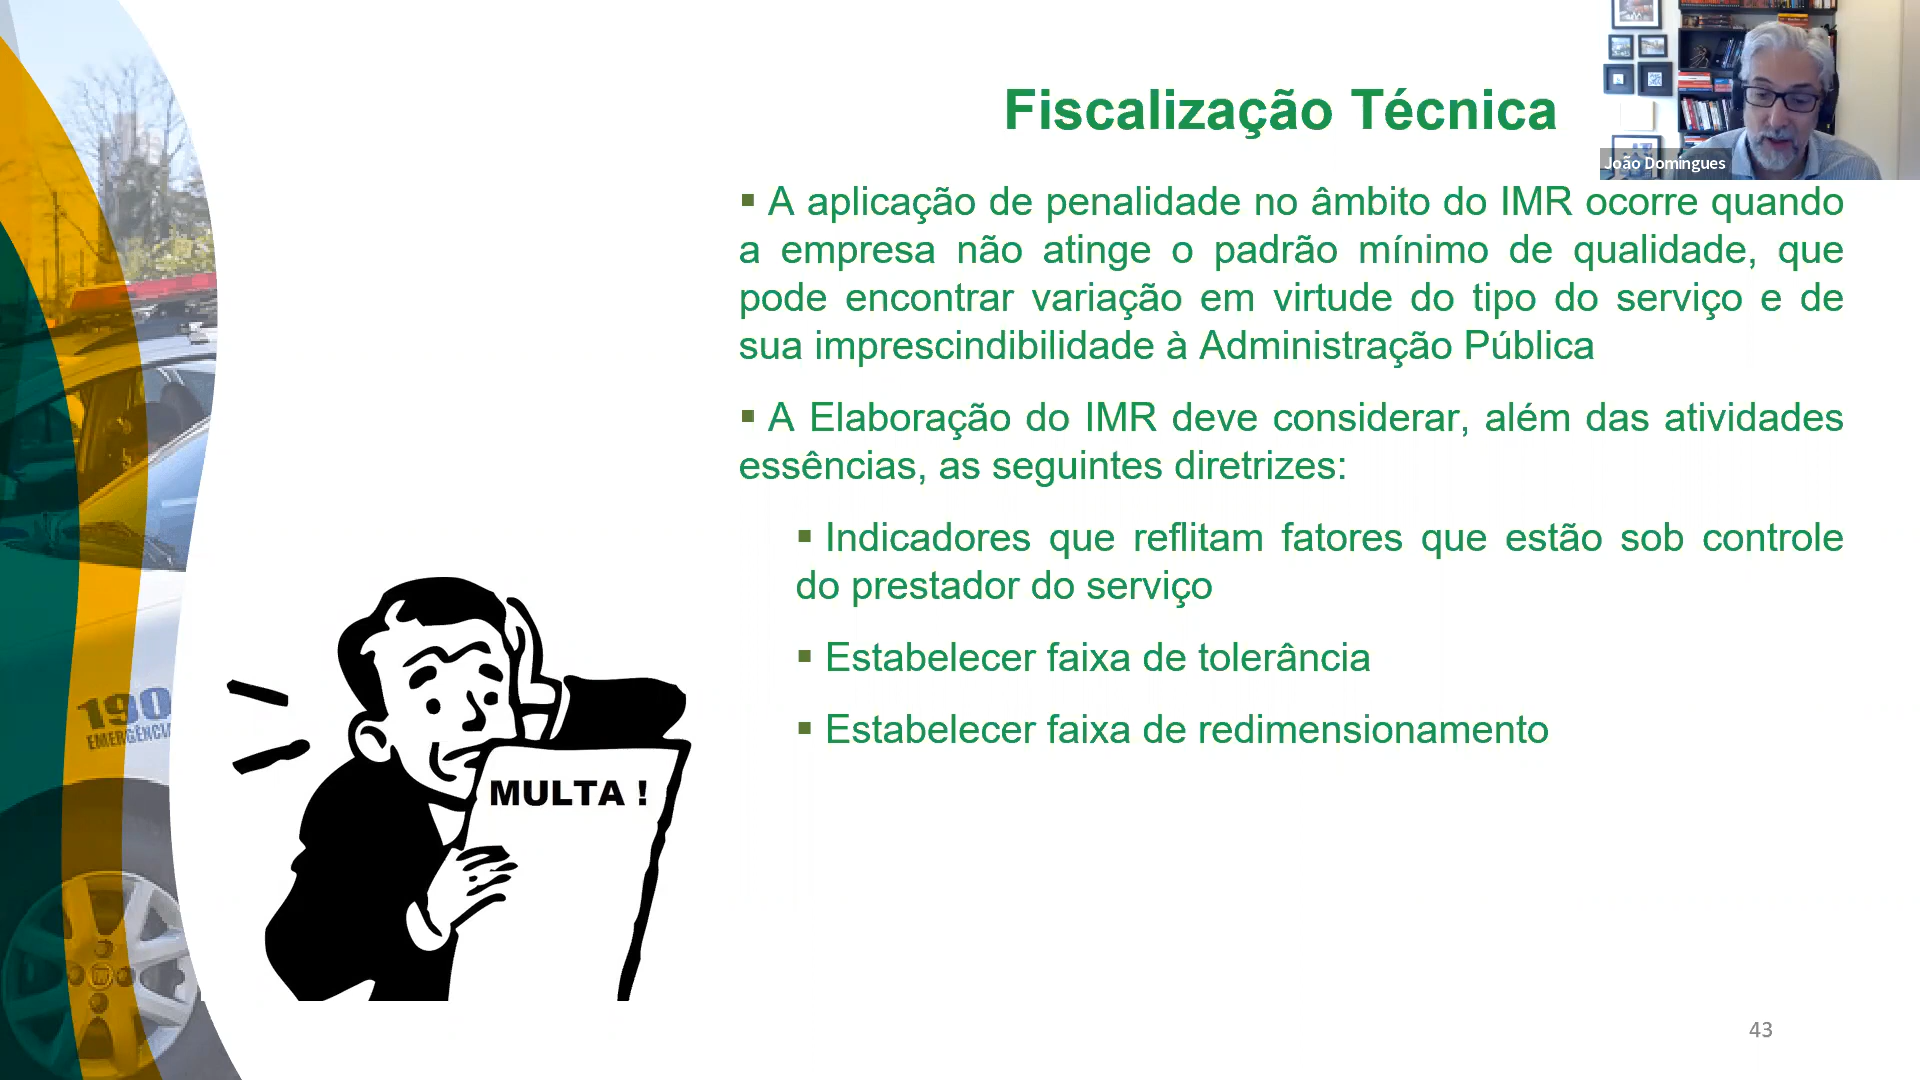 Fiscalização Técnica
João Domingues
▪ A aplicação de penalidade no âmbito do IMR ocorre quando
a empresa não atinge o padrão mínimo de qualidade, que
pode encontrar variação em virtude do tipo do serviço e de
sua imprescindibilidade à Administração Pública
▪ A Elaboração do IMR deve considerar, além das atividades
essências, as seguintes diretrizes:
▪ Indicadores que reflitam fatores que estão sob controle
do prestador do serviço
▪ Estabelecer faixa de tolerância
▪ Estabelecer faixa de redimensionamento
190
EMERGÊNCIA
MULTA !
43